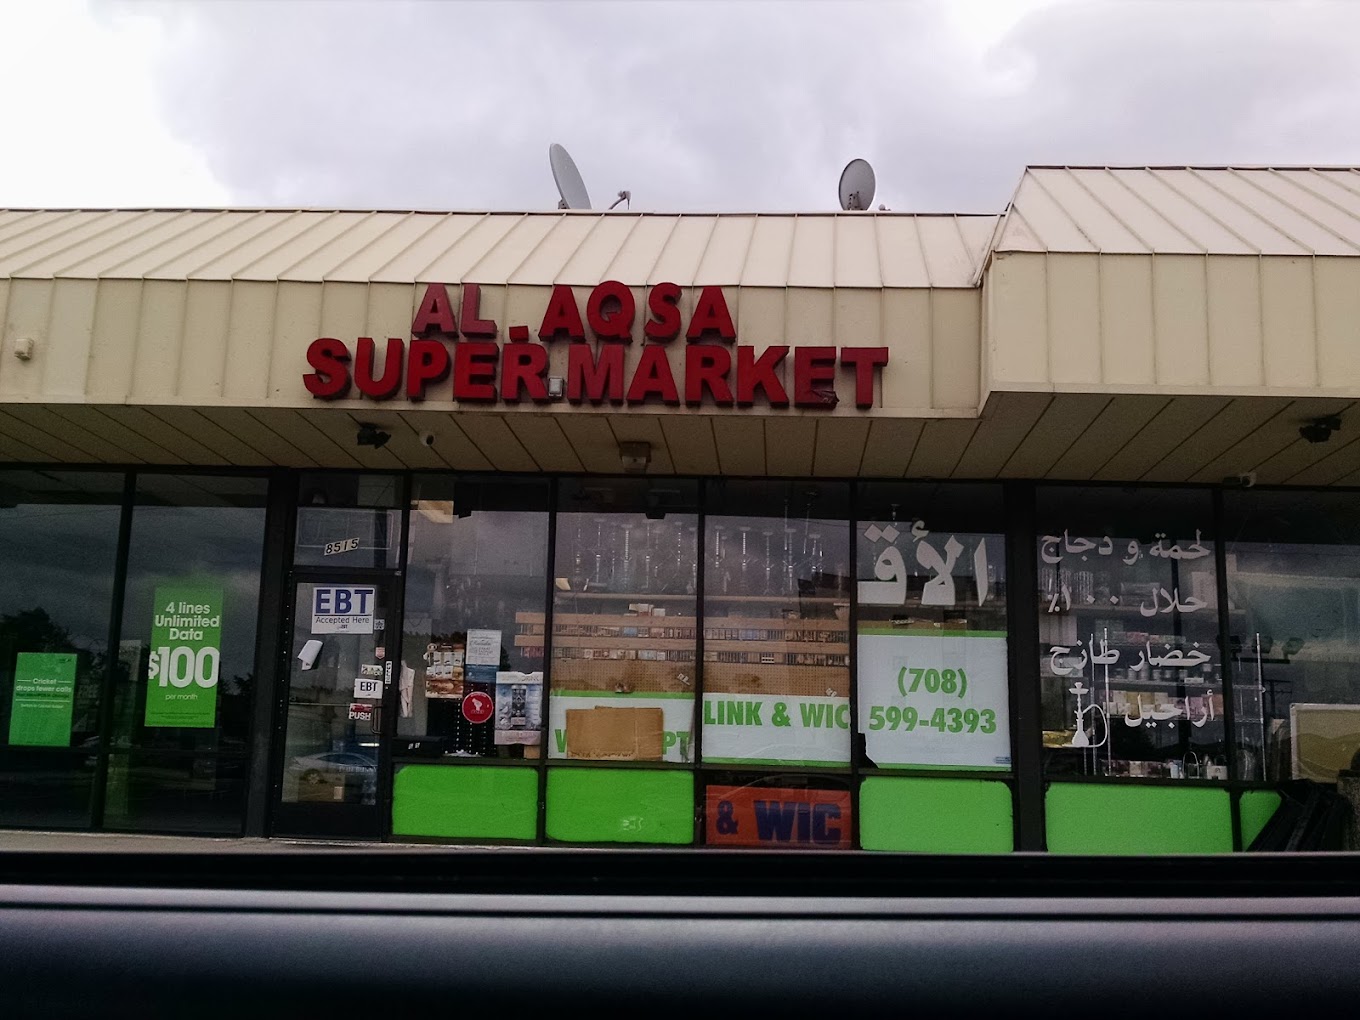 AL.AQSA
SUPER.MARKET
8515
EBT
Accepted Here
EBT
PUSH
4 lines
Unlimited
Data
$100
per month
Cricket
drops fewer calls
LINK & WIC
(708)
599-4393
& WIC
الأقـ
لحمة و دجاج
حلال ١٠٠٪
خضار طازج
أراجيل